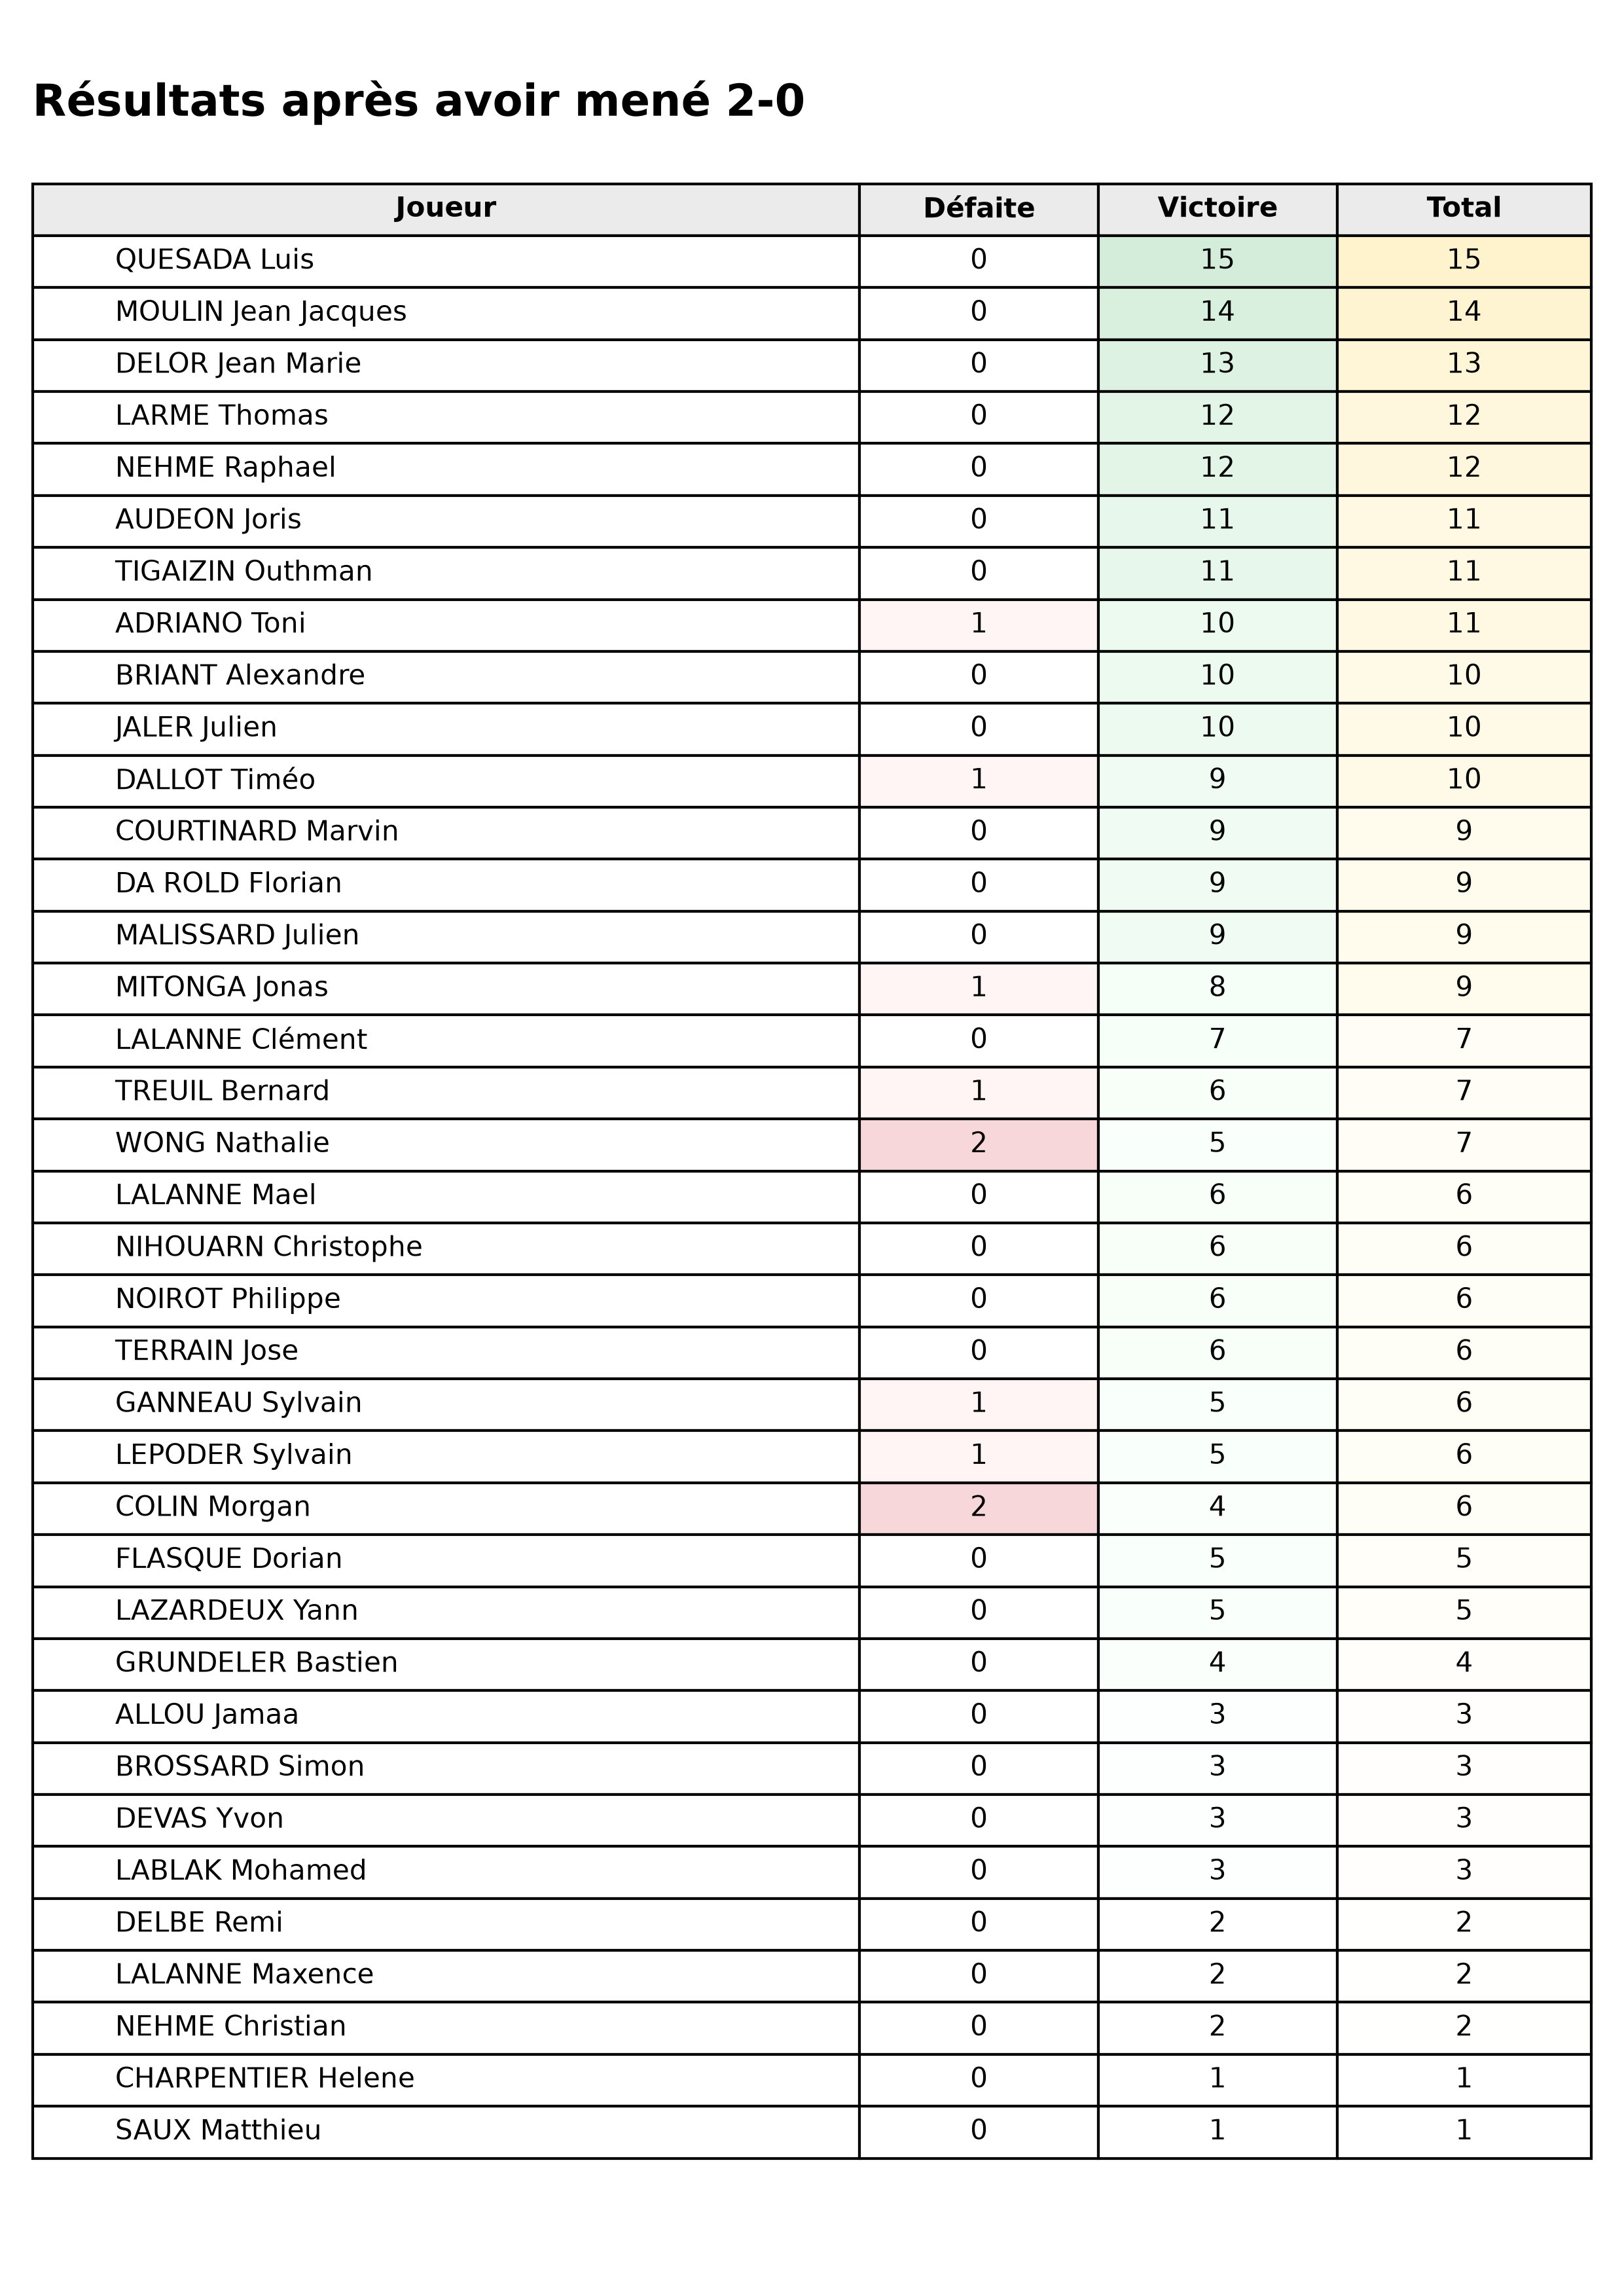 Résultats après avoir mené 2-0
Joueur Défaite Victoire Total
QUESADA Luis 0 15 15
MOULIN Jean Jacques 0 14 14
DELOR Jean Marie 0 13 13
LARME Thomas 0 12 12
NEHME Raphael 0 12 12
AUDEON Joris 0 11 11
TIGAIZIN Outhman 0 11 11
ADRIANO Toni 1 10 11
BRIANT Alexandre 0 10 10
JALER Julien 0 10 10
DALLOT Timéo 1 9 10
COURTINARD Marvin 0 9 9
DA ROLD Florian 0 9 9
MALISSARD Julien 0 9 9
MITONGA Jonas 1 8 9
LALANNE Clément 0 7 7
TREUIL Bernard 1 6 7
WONG Nathalie 2 5 7
LALANNE Mael 0 6 6
NIHOUARN Christophe 0 6 6
NOIROT Philippe 0 6 6
TERRAIN Jose 0 6 6
GANNEAU Sylvain 1 5 6
LEPODER Sylvain 1 5 6
COLIN Morgan 2 4 6
FLASQUE Dorian 0 5 5
LAZARDEUX Yann 0 5 5
GRUNDELER Bastien 0 4 4
ALLOU Jamaa 0 3 3
BROSSARD Simon 0 3 3
DEVAS Yvon 0 3 3
LABLAK Mohamed 0 3 3
DELBE Remi 0 2 2
LALANNE Maxence 0 2 2
NEHME Christian 0 2 2
CHARPENTIER Helene 0 1 1
SAUX Matthieu 0 1 1